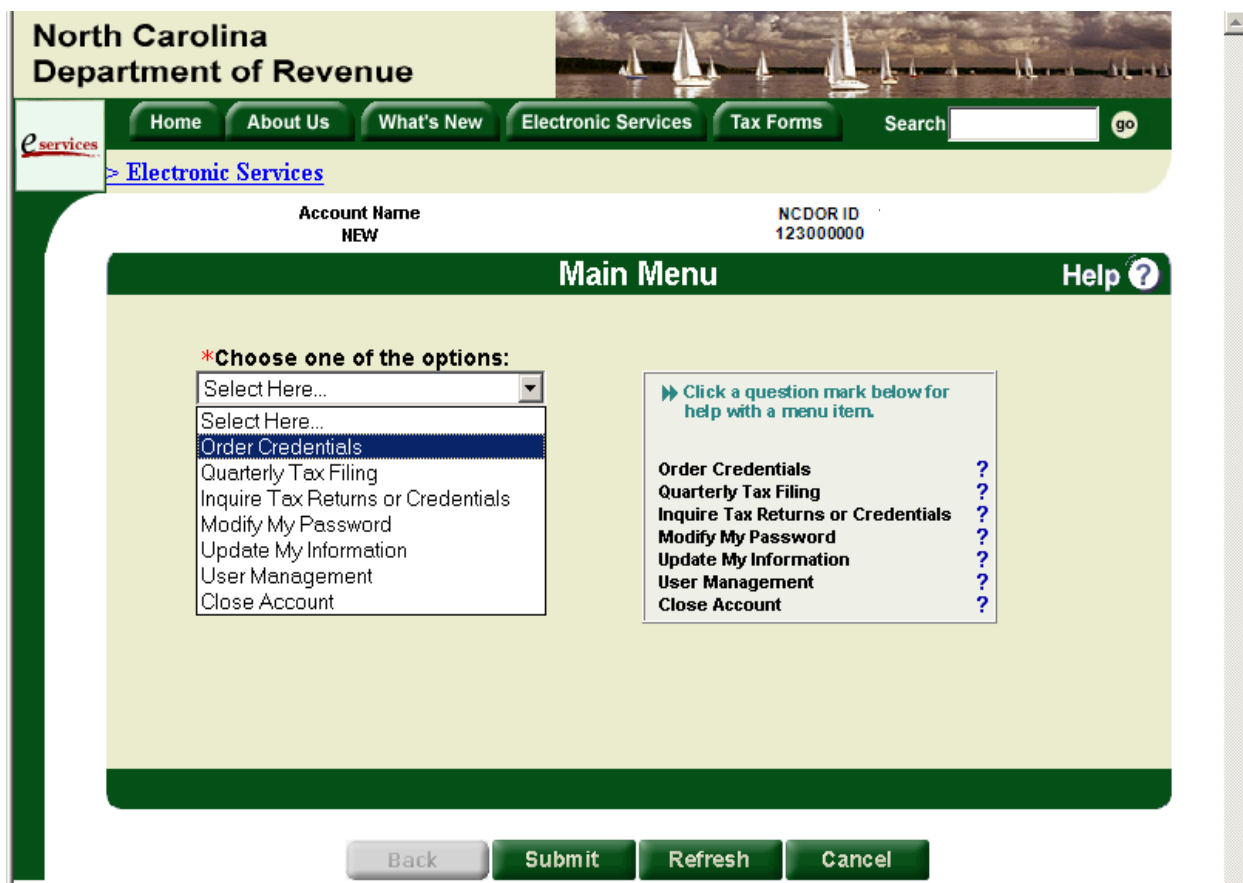 North Carolina
Department of Revenue
Home About Us What's New Electronic Services Tax Forms Search go
e services
> Electronic Services
Account Name NCDOR ID
NEW 123000000
Main Menu Help ?
*Choose one of the options:
Select Here...
Select Here...
Order Credentials
Quarterly Tax Filing
Inquire Tax Returns or Credentials
Modify My Password
Update My Information
User Management
Close Account
Click a question mark below for
help with a menu item.
Order Credentials ?
Quarterly Tax Filing ?
Inquire Tax Returns or Credentials ?
Modify My Password ?
Update My Information ?
User Management ?
Close Account ?
Back Submit Refresh Cancel